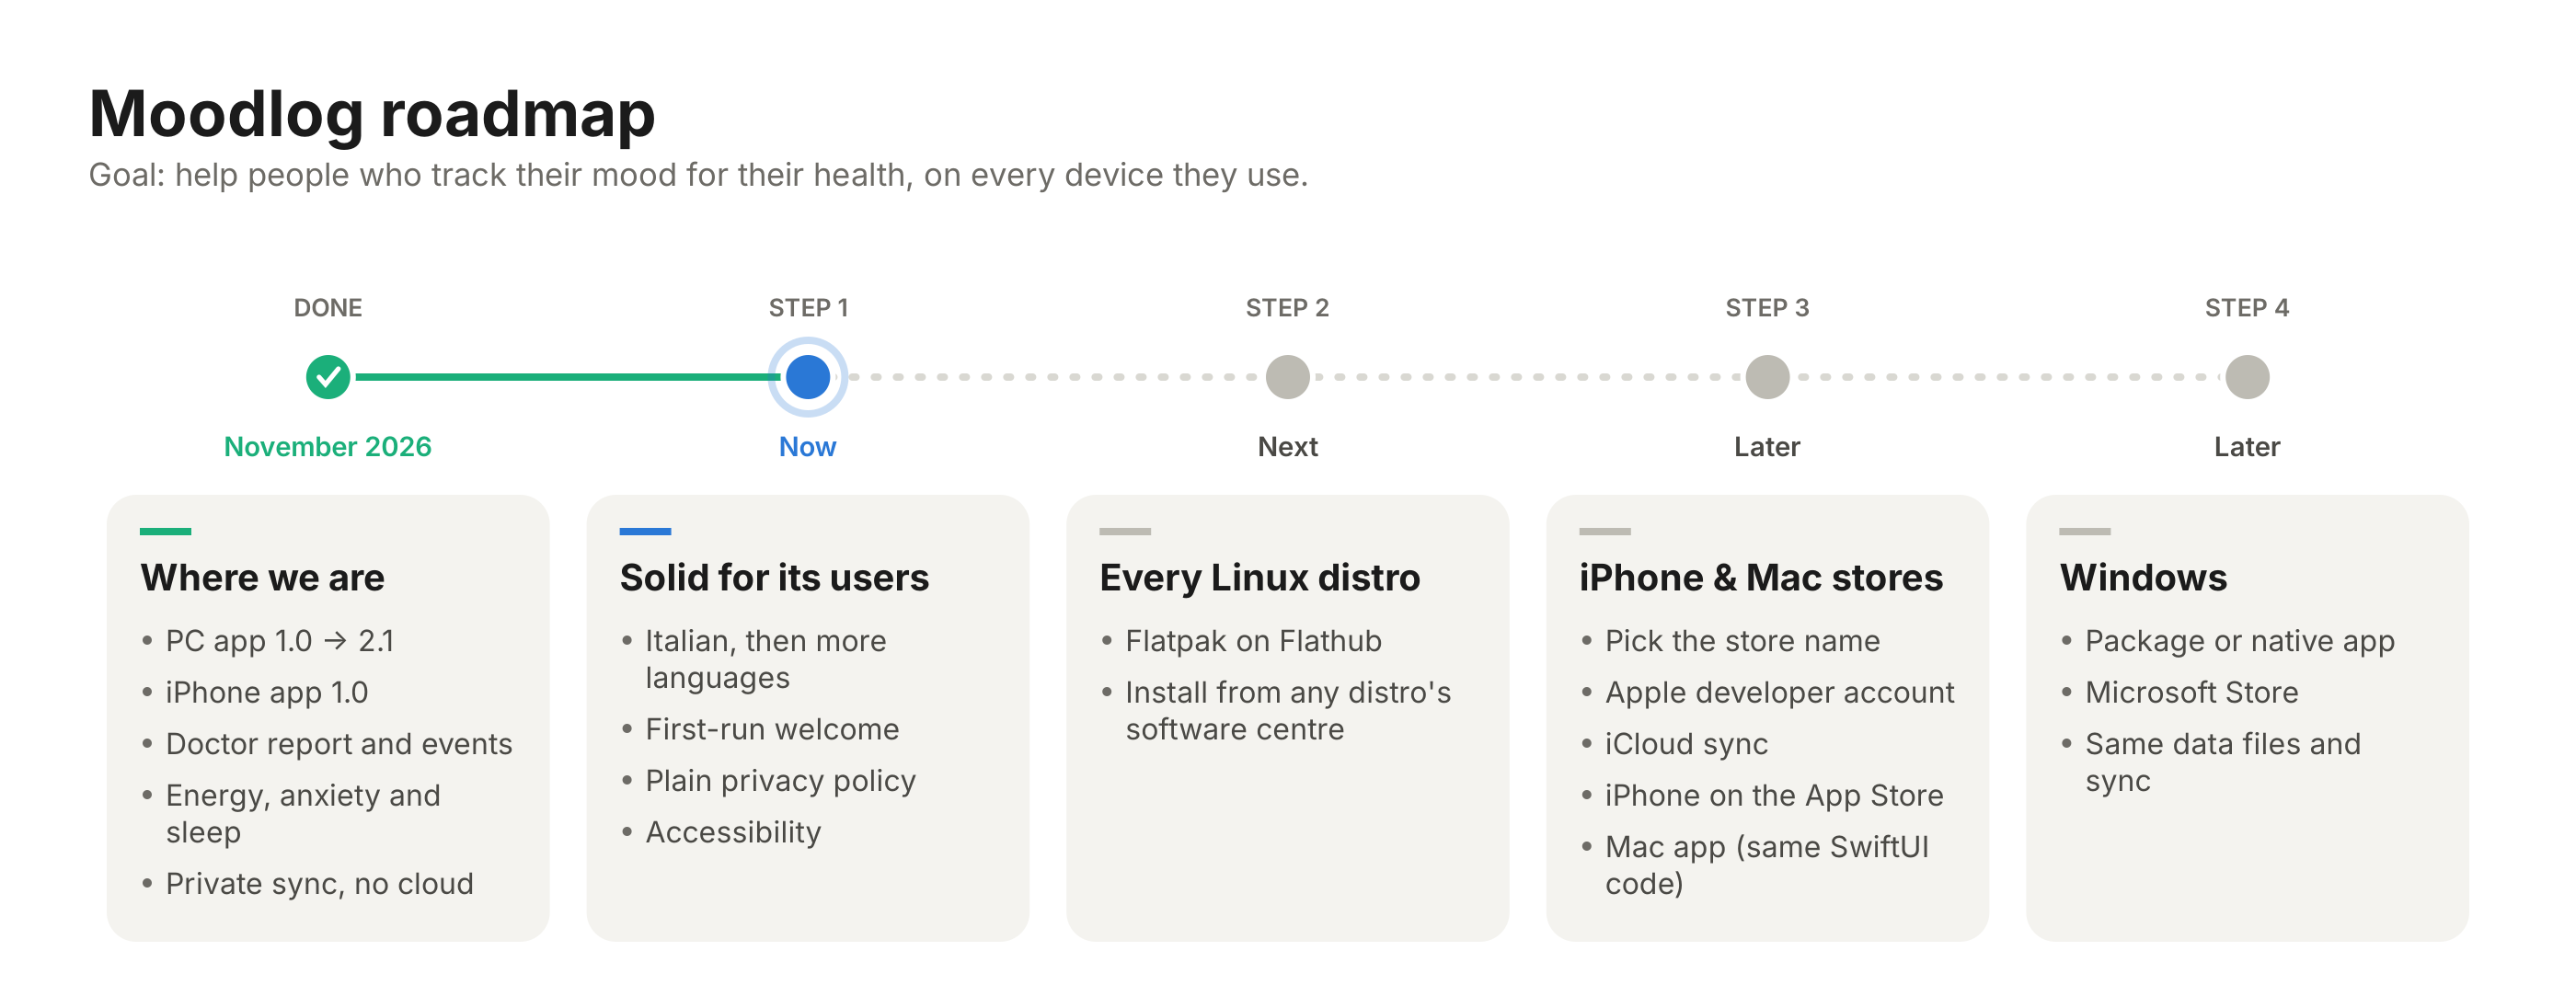 Moodlog roadmap
Goal: help people who track their mood for their health, on every device they use.
DONE
STEP 1
STEP 2
STEP 3
STEP 4
November 2026
Now
Next
Later
Later
Where we are
• PC app 1.0 → 2.1
• iPhone app 1.0
• Doctor report and events
• Energy, anxiety and
sleep
• Private sync, no cloud
Solid for its users
• Italian, then more
languages
• First-run welcome
• Plain privacy policy
• Accessibility
Every Linux distro
• Flatpak on Flathub
• Install from any distro's
software centre
iPhone & Mac stores
• Pick the store name
• Apple developer account
• iCloud sync
• iPhone on the App Store
• Mac app (same SwiftUI
code)
Windows
• Package or native app
• Microsoft Store
• Same data files and
sync